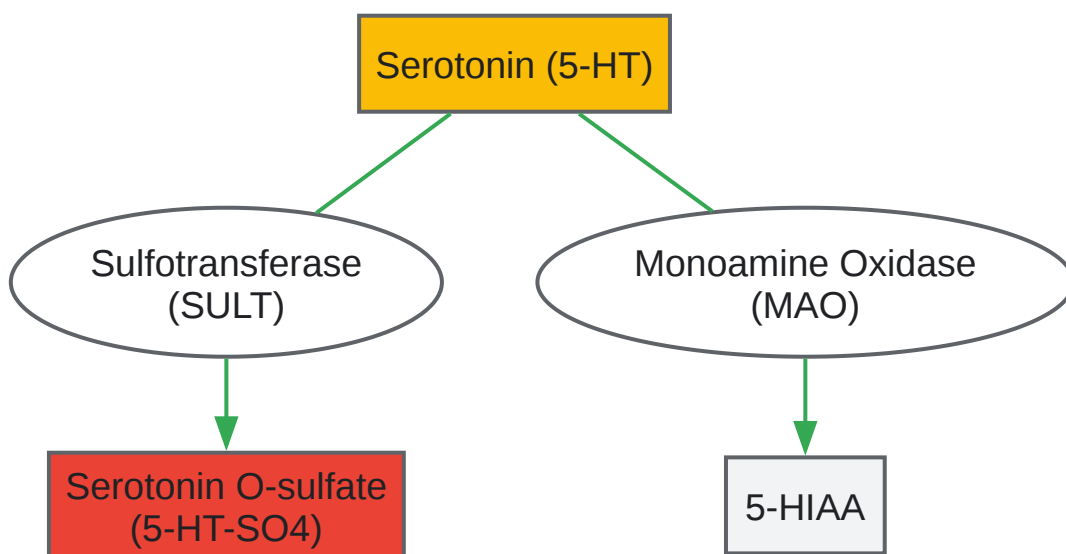 Serotonin (5-HT)
Sulfotransferase
(SULT)
Monoamine Oxidase
(MAO)
Serotonin O-sulfate
(5-HT-SO4)
5-HIAA